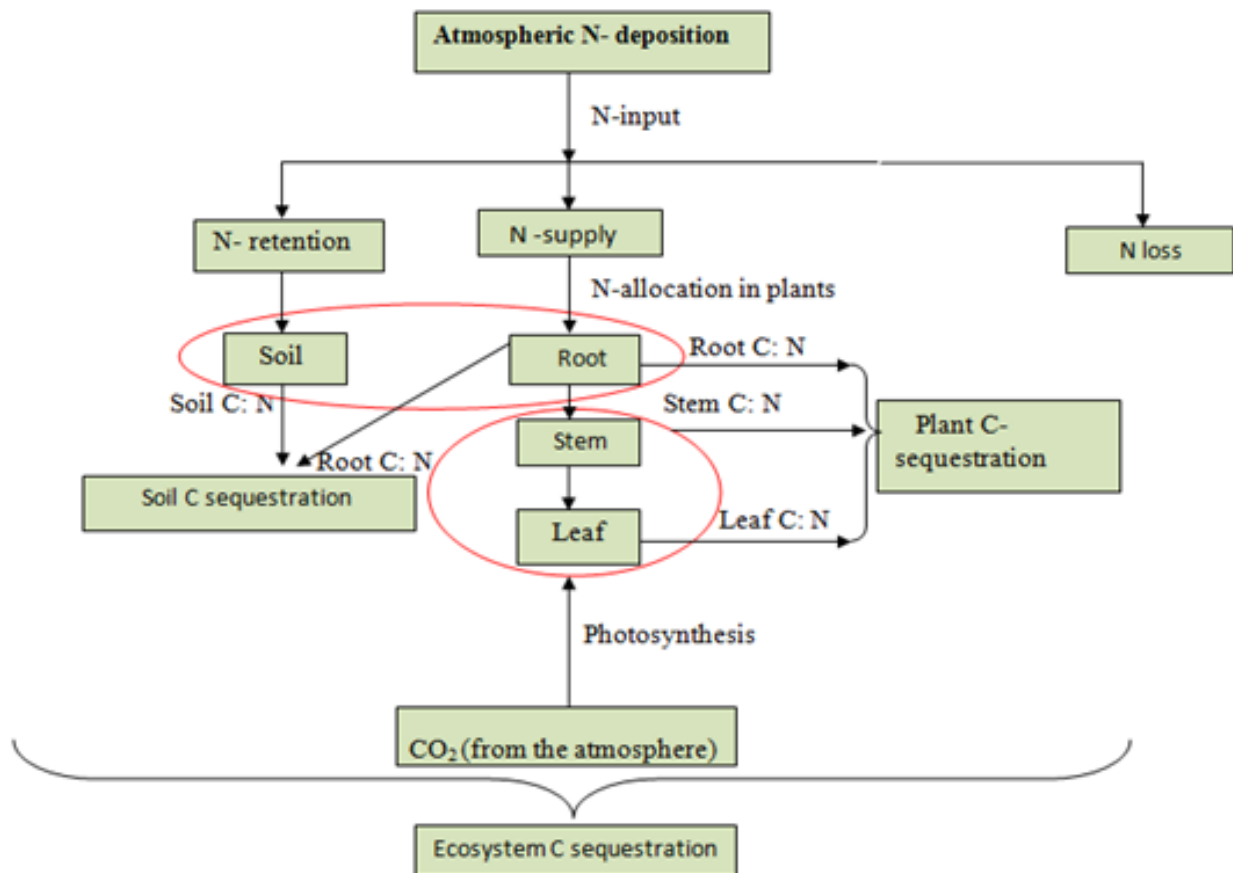 Atmospheric N- deposition
N-input
N- retention
N -supply
N loss
N-allocation in plants
Soil
Root
Root C: N
Soil C: N
Stem C: N
Stem
Plant C-
sequestration
Root C: N
Soil C sequestration
Leaf
Leaf C: N
Photosynthesis
CO₂ (from the atmosphere)
Ecosystem C sequestration